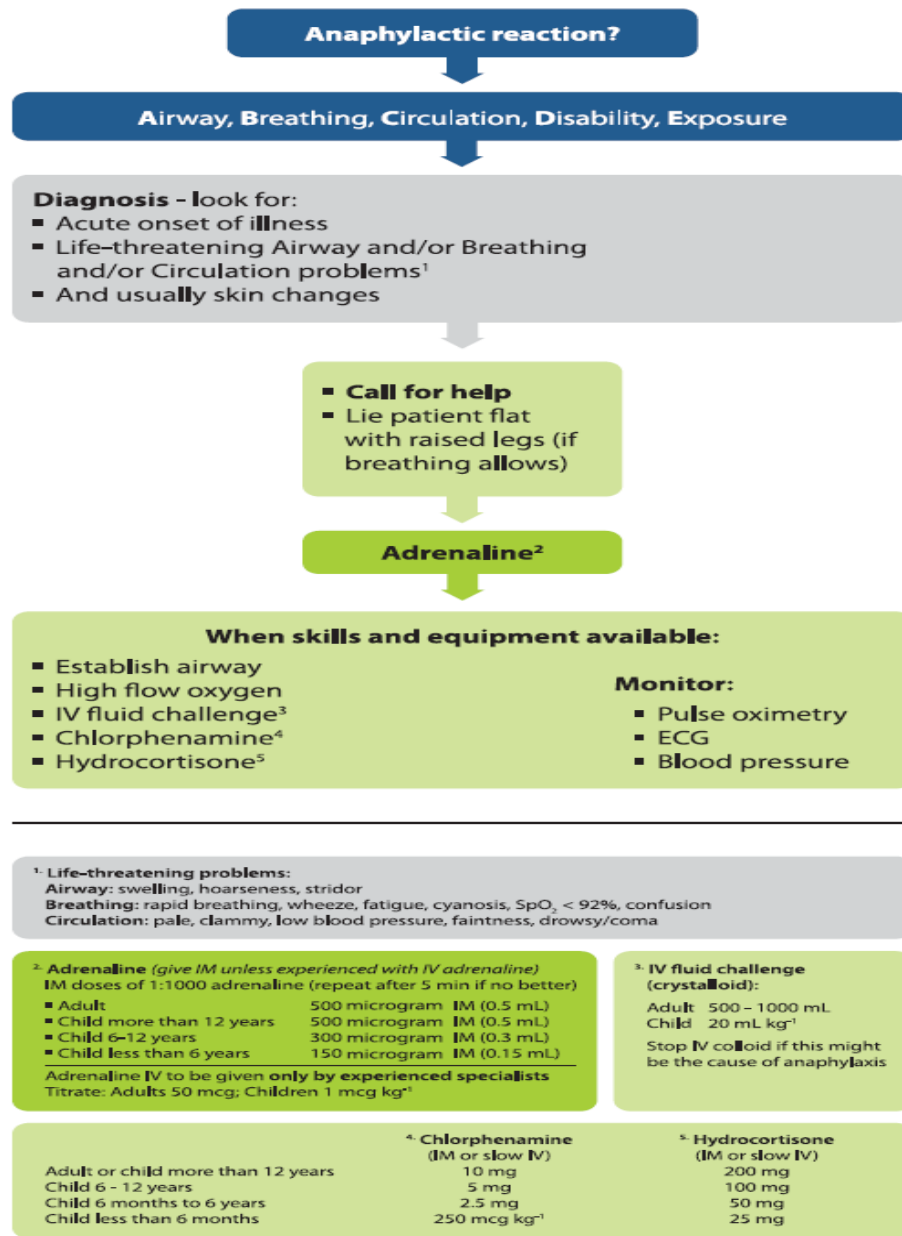 Anaphylactic reaction?
Airway, Breathing, Circulation, Disability, Exposure
Diagnosis - look for:
▪ Acute onset of illness
▪ Life-threatening Airway and/or Breathing
and/or Circulation problems¹
▪ And usually skin changes
▪ Call for help
▪ Lie patient flat
with raised legs (if
breathing allows)
Adrenaline²
When skills and equipment available:
▪ Establish airway
▪ High flow oxygen
▪ IV fluid challenge³
▪ Chlorphenamine⁴
▪ Hydrocortisone⁵
Monitor:
▪ Pulse oximetry
▪ ECG
▪ Blood pressure
¹· Life-threatening problems:
Airway: swelling, hoarseness, stridor
Breathing: rapid breathing, wheeze, fatigue, cyanosis, SpO₂ < 92%, confusion
Circulation: pale, clammy, low blood pressure, faintness, drowsy/coma
²· Adrenaline (give IM unless experienced with IV adrenaline)
IM doses of 1:1000 adrenaline (repeat after 5 min if no better)
▪ Adult 500 microgram IM (0.5 mL)
▪ Child more than 12 years 500 microgram IM (0.5 mL)
▪ Child 6-12 years 300 microgram IM (0.3 mL)
▪ Child less than 6 years 150 microgram IM (0.15 mL)
Adrenaline IV to be given only by experienced specialists
Titrate: Adults 50 mcg; Children 1 mcg kg⁻¹
³· IV fluid challenge
(crystalloid):
Adult 500 – 1000 mL
Child 20 mL kg⁻¹
Stop IV colloid if this might
be the cause of anaphylaxis
⁴· Chlorphenamine ⁵· Hydrocortisone
(IM or slow IV) (IM or slow IV)
Adult or child more than 12 years 10 mg 200 mg
Child 6 - 12 years 5 mg 100 mg
Child 6 months to 6 years 2.5 mg 50 mg
Child less than 6 months 250 mcg kg⁻¹ 25 mg